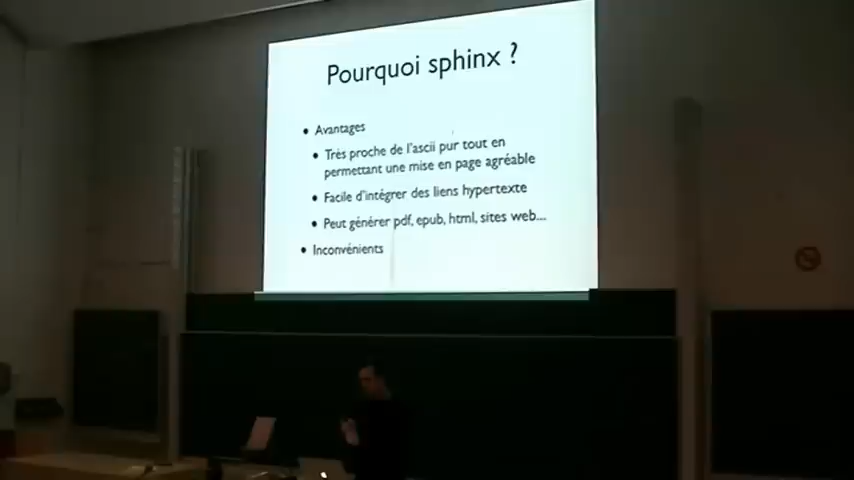 Pourquoi sphinx ?
• Avantages
• Très proche de l'ascii pur tout en
permettant une mise en page agréable
• Facile d'intégrer des liens hypertexte
• Peut générer pdf, epub, html, sites web...
• Inconvénients